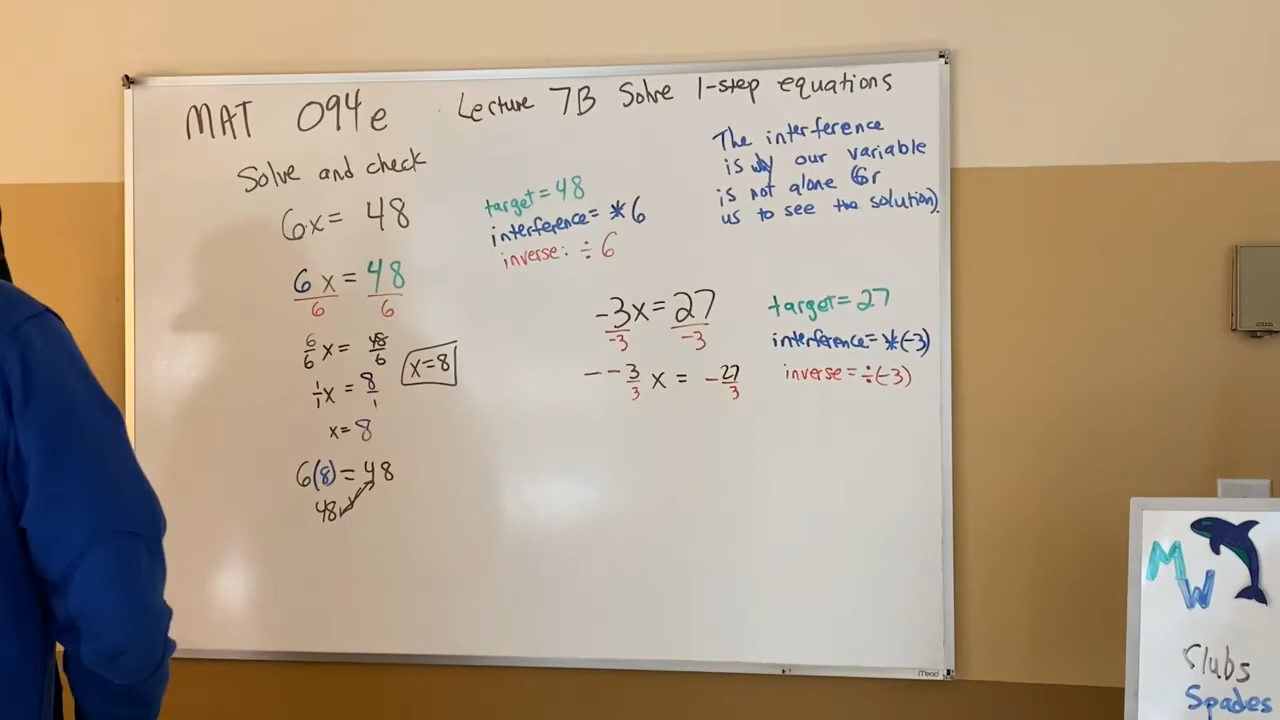 MAT 094e Lecture 7B Solve 1-step equations
Solve and check
6x = 48
target = 48
interference = *6
inverse: ÷ 6
The interference
is why our variable
is not alone (for
us to see the solution).
6x = 48
6 6
6/6 x = 48/6
1/1 x = 8/1
x = 8
x = 8
6(8) = 48
48
-3x = 27
-3 -3
target = 27
interference = *(-3)
inverse = ÷(-3)
- - 3/3 x = - 27/3
Mead
MW
Clubs
Spades